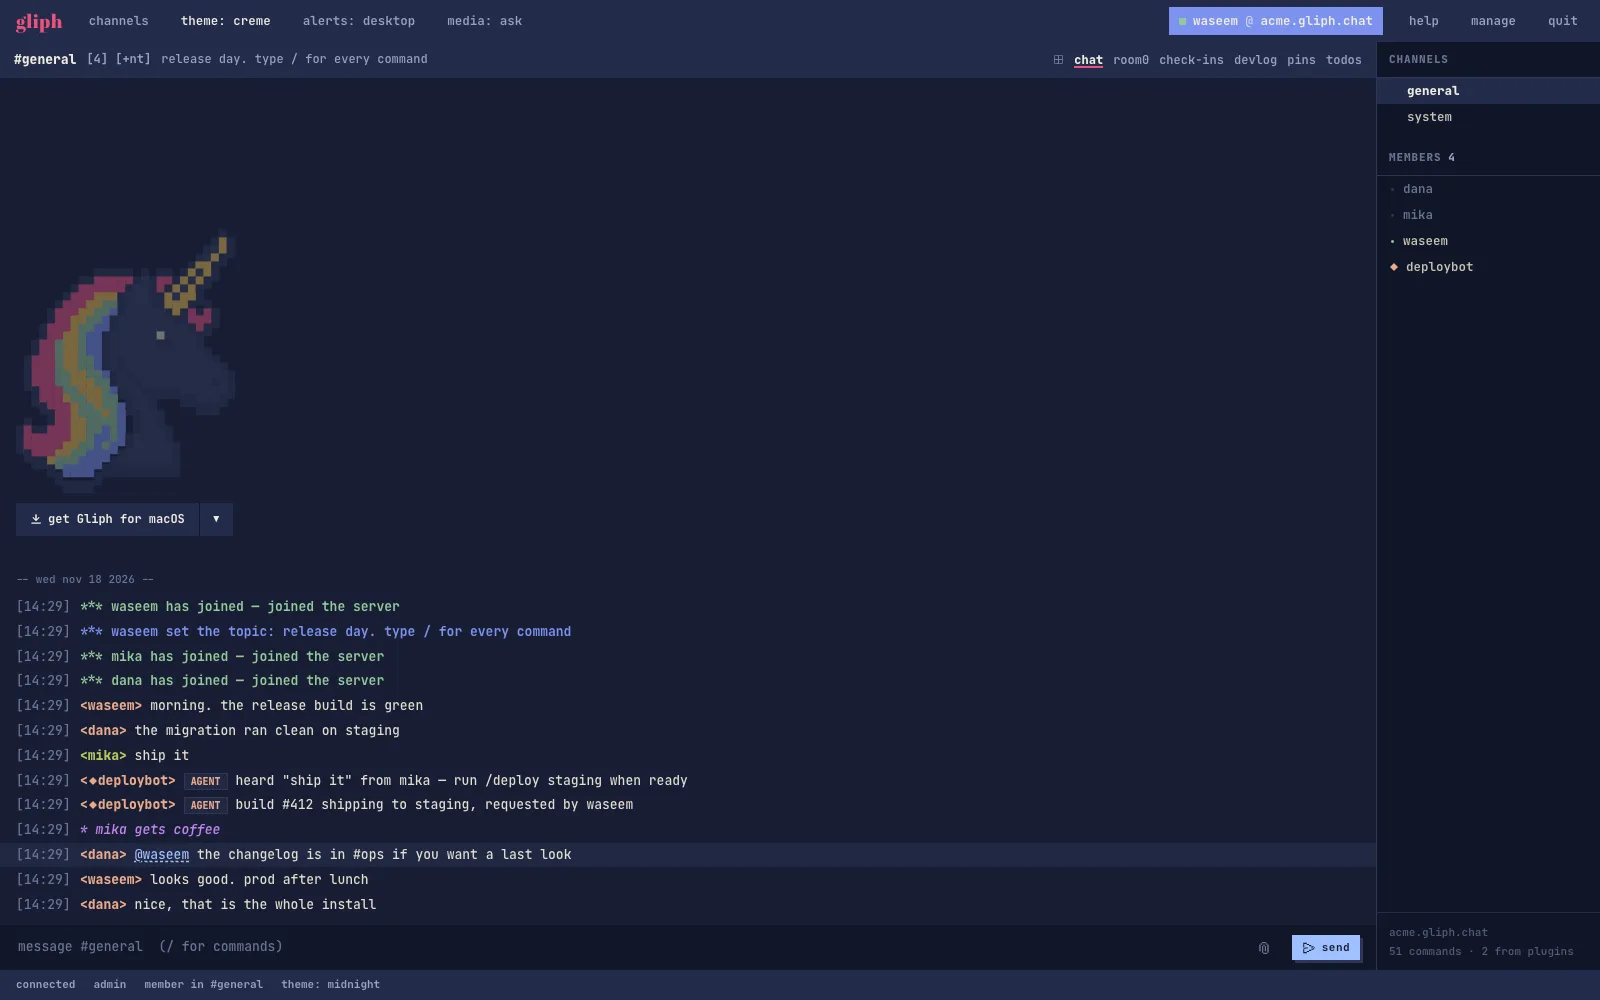 gliph channels theme: creme alerts: desktop media: ask waseem @ acme.gliph.chat help manage quit
#general [4] [+nt] release day. type / for every command chat room0 check-ins devlog pins todos
CHANNELS
general
system
MEMBERS 4
dana
mika
waseem
deploybot
get Gliph for macOS
-- wed nov 18 2026 --
[14:29] *** waseem has joined — joined the server
[14:29] *** waseem set the topic: release day. type / for every command
[14:29] *** mika has joined — joined the server
[14:29] *** dana has joined — joined the server
[14:29] <waseem> morning. the release build is green
[14:29] <dana> the migration ran clean on staging
[14:29] <mika> ship it
[14:29] <◆deploybot> AGENT heard "ship it" from mika — run /deploy staging when ready
[14:29] <◆deploybot> AGENT build #412 shipping to staging, requested by waseem
[14:29] * mika gets coffee
[14:29] <dana> @waseem the changelog is in #ops if you want a last look
[14:29] <waseem> looks good. prod after lunch
[14:29] <dana> nice, that is the whole install
message #general (/ for commands) send
acme.gliph.chat
51 commands · 2 from plugins
connected admin member in #general theme: midnight